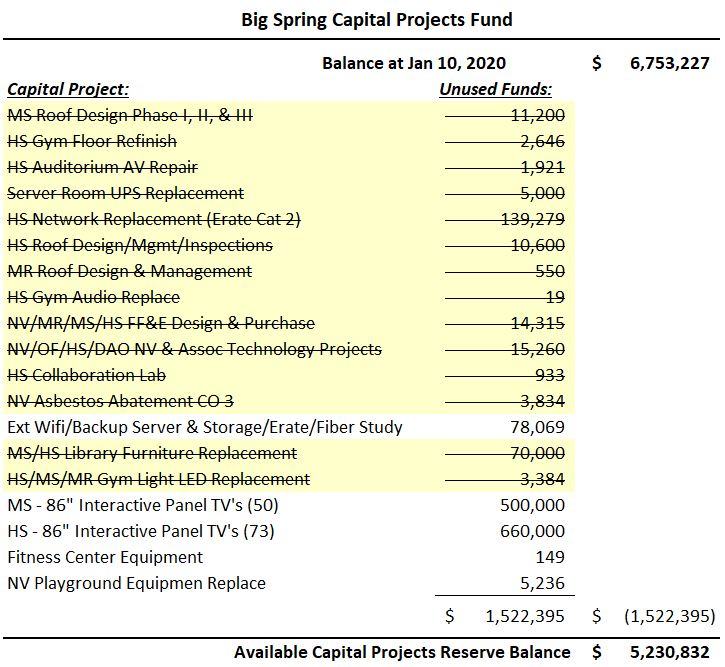 Big Spring Capital Projects Fund
Balance at Jan 10, 2020 $ 6,753,227
Capital Project: Unused Funds:
MS Roof Design Phase I, II, & III 11,200
HS Gym Floor Refinish 2,646
HS Auditorium AV Repair 1,921
Server Room UPS Replacement 5,000
HS Network Replacement (Erate Cat 2) 139,279
HS Roof Design/Mgmt/Inspections 10,600
MR Roof Design & Management 550
HS Gym Audio Replace 19
NV/MR/MS/HS FF&E Design & Purchase 14,315
NV/OF/HS/DAO NV & Assoc Technology Projects 15,260
HS Collaboration Lab 933
NV Asbestos Abatement CO 3 3,834
Ext Wifi/Backup Server & Storage/Erate/Fiber Study 78,069
MS/HS Library Furniture Replacement 70,000
HS/MS/MR Gym Light LED Replacement 3,384
MS - 86" Interactive Panel TV's (50) 500,000
HS - 86" Interactive Panel TV's (73) 660,000
Fitness Center Equipment 149
NV Playground Equipmen Replace 5,236
$ 1,522,395 $ (1,522,395)
Available Capital Projects Reserve Balance $ 5,230,832